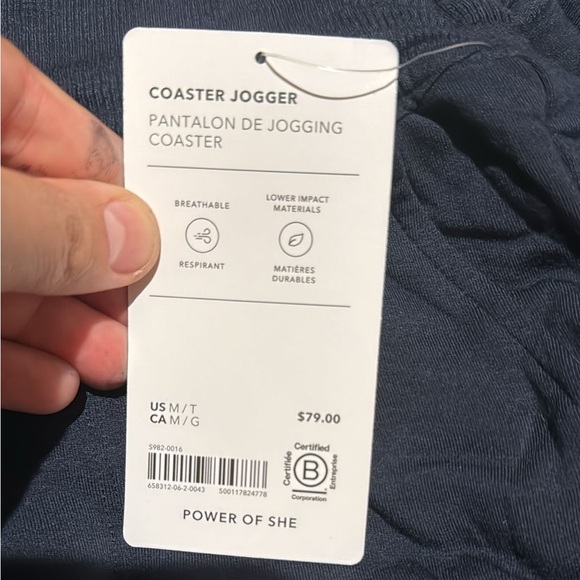 COASTER JOGGER
PANTALON DE JOGGING
COASTER
BREATHABLE
RESPIRANT
LOWER IMPACT
MATERIALS
MATIÈRES
DURABLES
US M / T
CA M / G
$79.00
S982-0016
658312-06-2-0043 500117824778
Certified
Certifiée
B
Entreprise
Corporation
POWER OF SHE